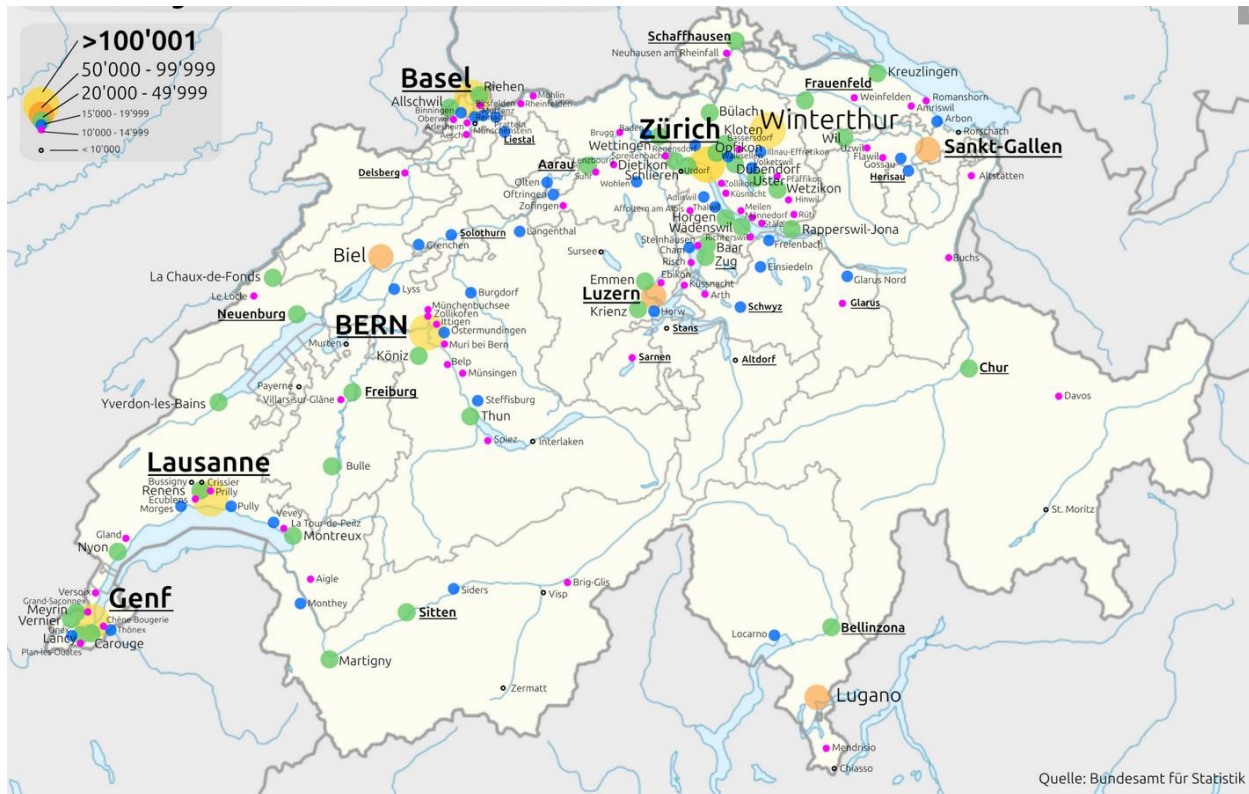 >100'001
50'000 - 99'999
20'000 - 49'999
15'000 - 19'999
10'000 - 14'999
< 10'000
Schaffhausen
Neuhausen am Rheinfall
Basel
Riehen
Allschwil
Binningen
Birsfelden
Möhlin
Rheinfelden
Muttenz
Oberwil
Reinach
Pratteln
Arlesheim
Münchenstein
Aesch
Liestal
Frauenfeld
Kreuzlingen
Weinfelden
Romanshorn
Amriswil
Arbon
Rorschach
Bülach
Winterthur
Wil
Uzwil
Flawil
Gossau
Sankt-Gallen
Herisau
Altstätten
Brugg
Baden
Zürich
Kloten
Bassersdorf
Wettingen
Regensdorf
Opfikon
Illnau-Effretikon
Spreitenbach
Wallisellen
Volketswil
Dietikon
Urdorf
Dübendorf
Schlieren
Uster
Pfäffikon
Wetzikon
Zollikon
Küsnacht
Hinwil
Adliswil
Thalwil
Meilen
Affoltern am Albis
Männedorf
Rüti
Horgen
Stäfa
Wädenswil
Rapperswil-Jona
Richterswil
Freienbach
Steinhausen
Baar
Cham
Zug
Risch
Einsiedeln
Aarau
Lenzbourg
Suhr
Delsberg
Olten
Wohlen
Oftringen
Zofingen
Solothurn
Langenthal
Grenchen
Sursee
Biel
Buchs
La Chaux-de-Fonds
Le Locle
Emmen
Ebikon
Küssnacht
Glarus Nord
Lyss
Burgdorf
Luzern
Arth
Glarus
Münchenbuchsee
Zollikofen
Neuenburg
Krienz
Horw
Schwyz
BERN
Ittigen
Ostermundingen
Stans
Murten
Muri bei Bern
Köniz
Sarnen
Altdorf
Belp
Chur
Münsingen
Payerne
Freiburg
Villars-sur-Glâne
Davos
Yverdon-les-Bains
Steffisburg
Thun
Spiez
Interlaken
Lausanne
Bulle
Bussigny
Crissier
Renens
Prilly
Ecublens
Morges
Pully
Vevey
La Tour-de-Peilz
Montreux
St. Moritz
Gland
Nyon
Aigle
Brig-Glis
Siders
Visp
Versoix
Grand-Saconnex
Genf
Monthey
Meyrin
Sitten
Vernier
Chêne-Bougerie
Onex
Thônex
Lancy
Carouge
Plan-les-Ouates
Locarno
Bellinzona
Martigny
Zermatt
Lugano
Mendrisio
Chiasso
Quelle: Bundesamt für Statistik